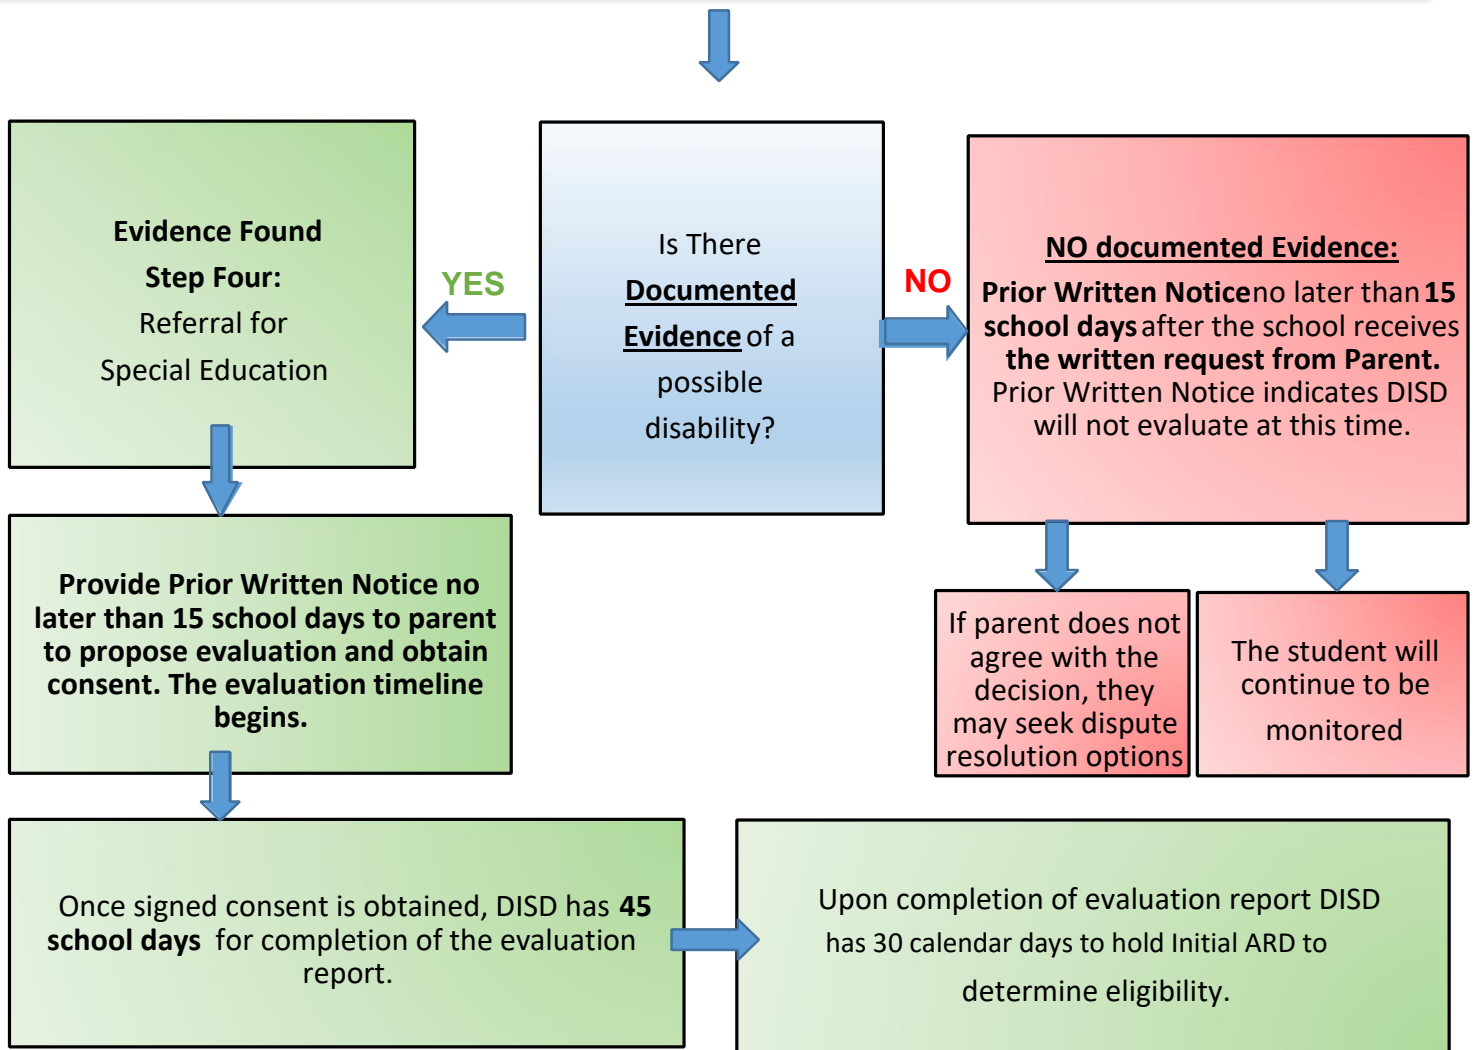 Is There
Documented
Evidence of a
possible
disability?
YES
Evidence Found
Step Four:
Referral for
Special Education
Provide Prior Written Notice no
later than 15 school days to parent
to propose evaluation and obtain
consent. The evaluation timeline
begins.
Once signed consent is obtained, DISD has 45
school days for completion of the evaluation
report.
Upon completion of evaluation report DISD
has 30 calendar days to hold Initial ARD to
determine eligibility.
NO
NO documented Evidence:
Prior Written Notice no later than 15
school days after the school receives
the written request from Parent.
Prior Written Notice indicates DISD
will not evaluate at this time.
If parent does not
agree with the
decision, they
may seek dispute
resolution options
The student will
continue to be
monitored